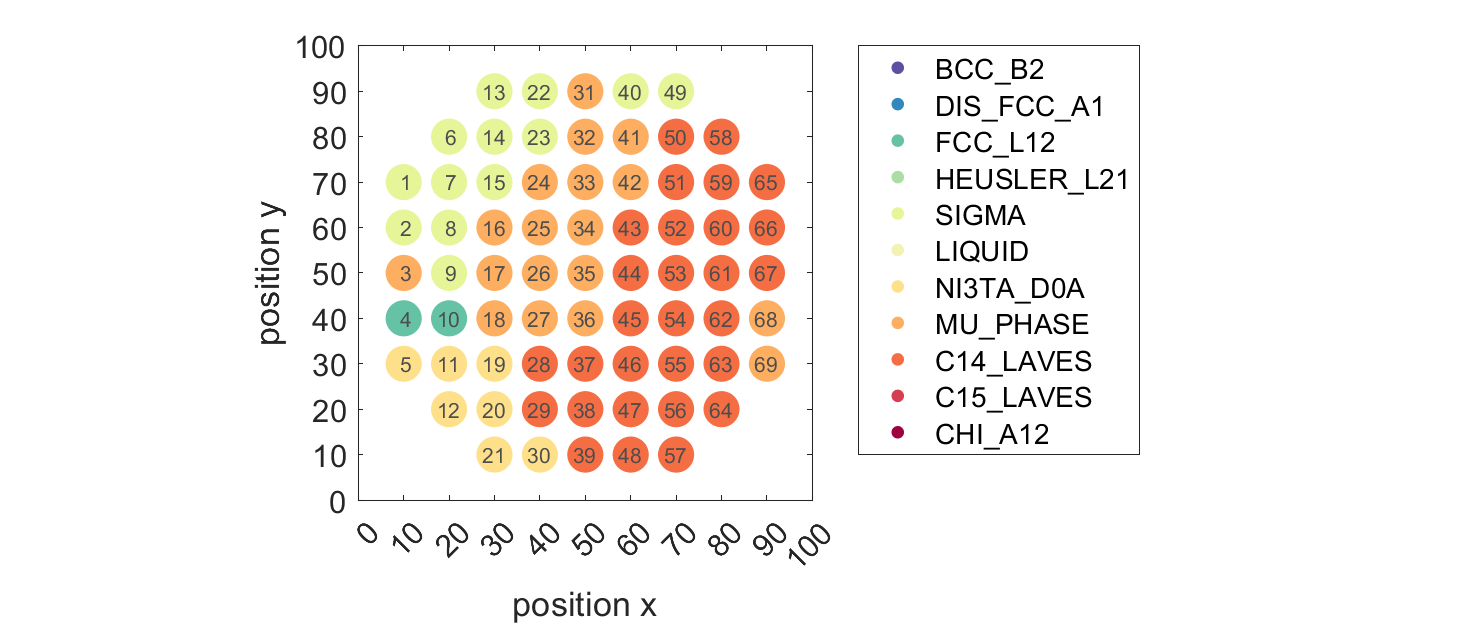 100
90
80
70
60
50
40
30
20
10
0
position y
13 22 31 40 49
6 14 23 32 41 50 58
1 7 15 24 33 42 51 59 65
2 8 16 25 34 43 52 60 66
3 9 17 26 35 44 53 61 67
4 10 18 27 36 45 54 62 68
5 11 19 28 37 46 55 63 69
12 20 29 38 47 56 64
21 30 39 48 57
0 10 20 30 40 50 60 70 80 90 100
position x
BCC_B2
DIS_FCC_A1
FCC_L12
HEUSLER_L21
SIGMA
LIQUID
NI3TA_D0A
MU_PHASE
C14_LAVES
C15_LAVES
CHI_A12